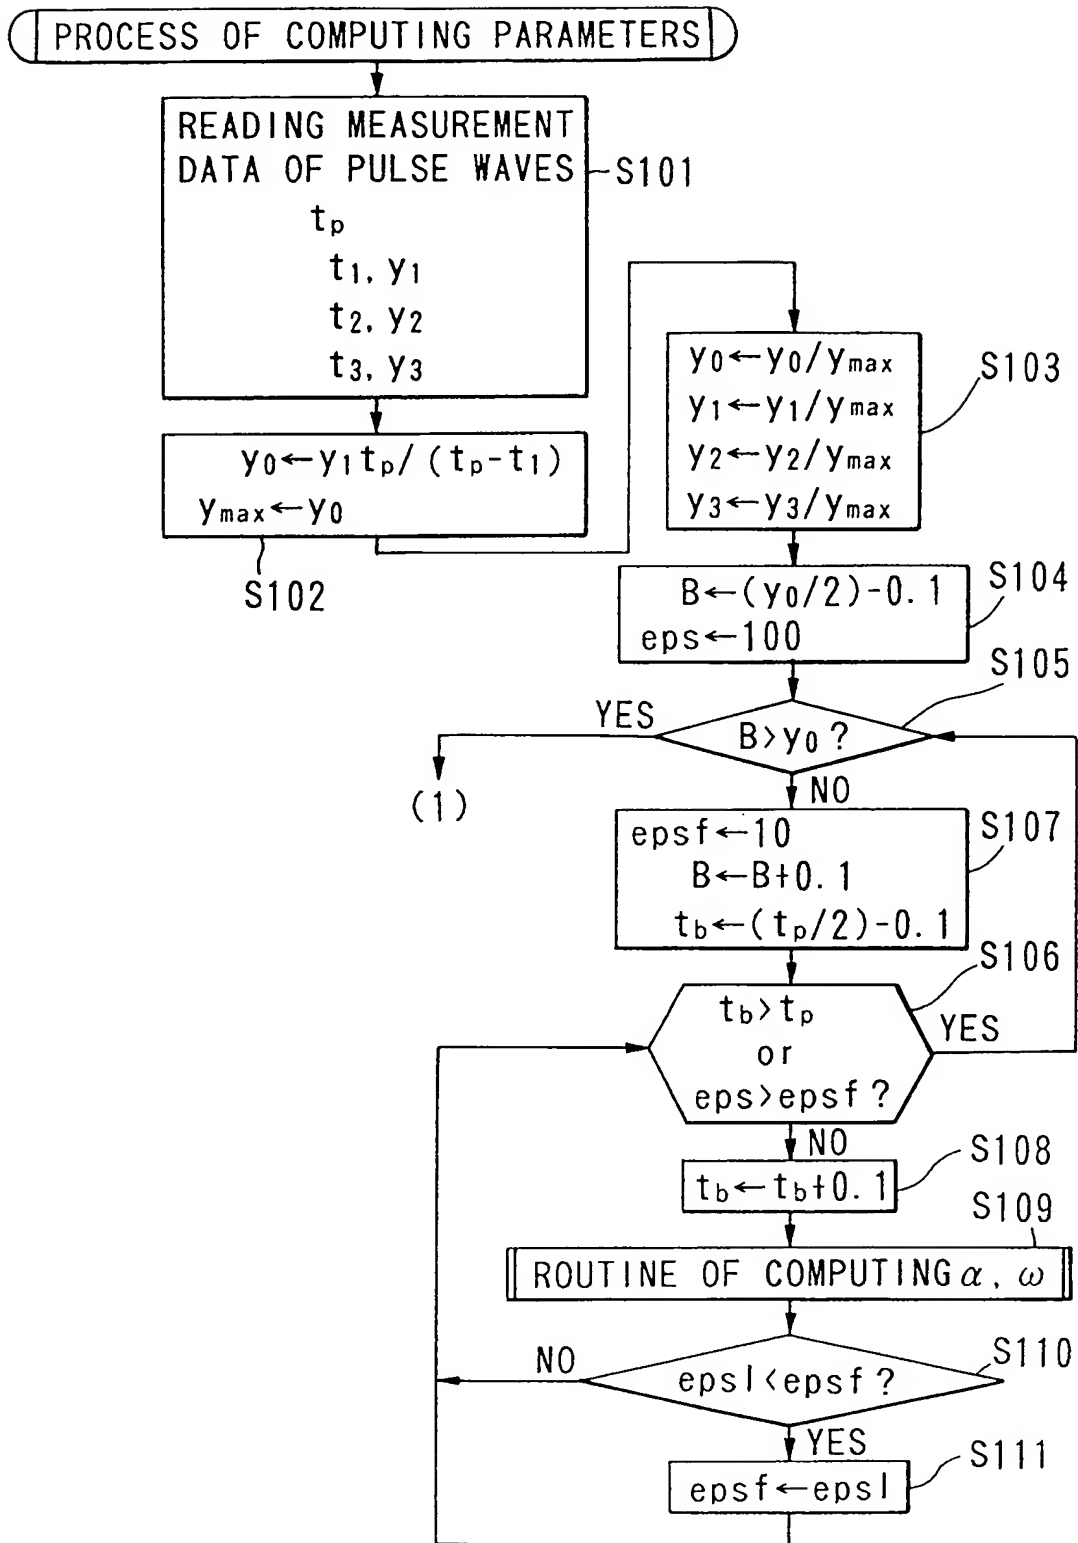 PROCESS OF COMPUTING PARAMETERS
READING MEASUREMENT
DATA OF PULSE WAVES
S101
tp
t1, y1
t2, y2
t3, y3
y0←y1tp/(tp-t1)
ymax←y0
S102
y0←y0/ymax
y1←y1/ymax
y2←y2/ymax
y3←y3/ymax
S103
B←(y0/2)-0.1
eps←100
S104
S105
YES
B>y0?
(1)
NO
epsf←10
B←B+0.1
tb←(tp/2)-0.1
S107
S106
tb>tp
or
eps>epsf?
YES
NO
S108
tb←tb+0.1
S109
ROUTINE OF COMPUTING α, ω
S110
NO
epsl<epsf?
YES
S111
epsf←epsl